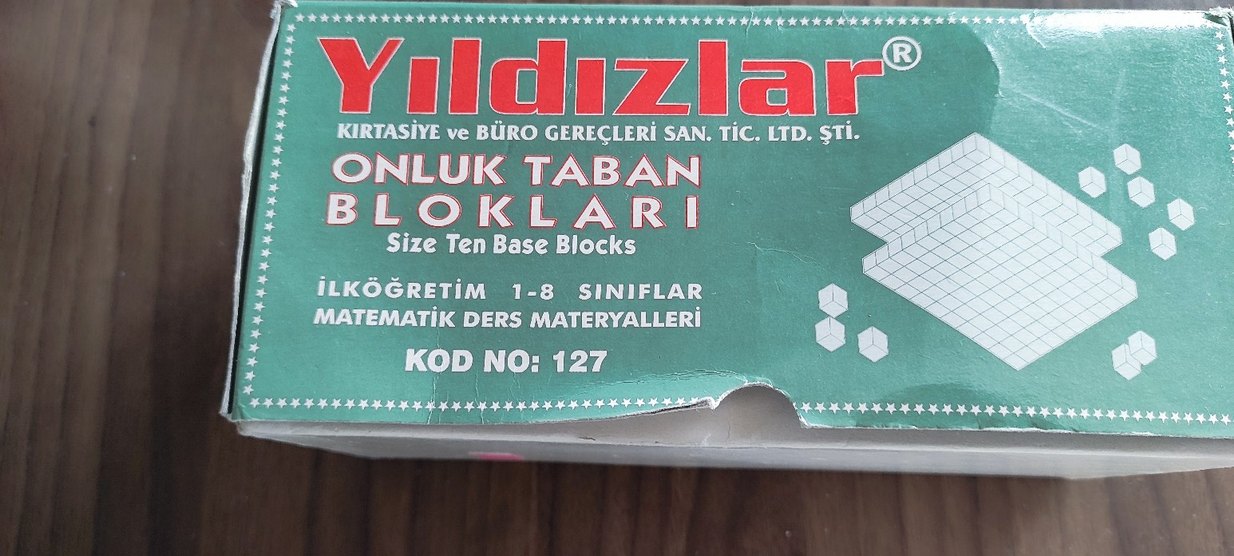 Yıldızlar®
KIRTASİYE ve BÜRO GEREÇLERİ SAN. TİC. LTD. ŞTİ.
ONLUK TABAN
BLOKLARI
Size Ten Base Blocks
İLKÖĞRETİM 1-8 SINIFLAR
MATEMATİK DERS MATERYALLERİ
KOD NO: 127